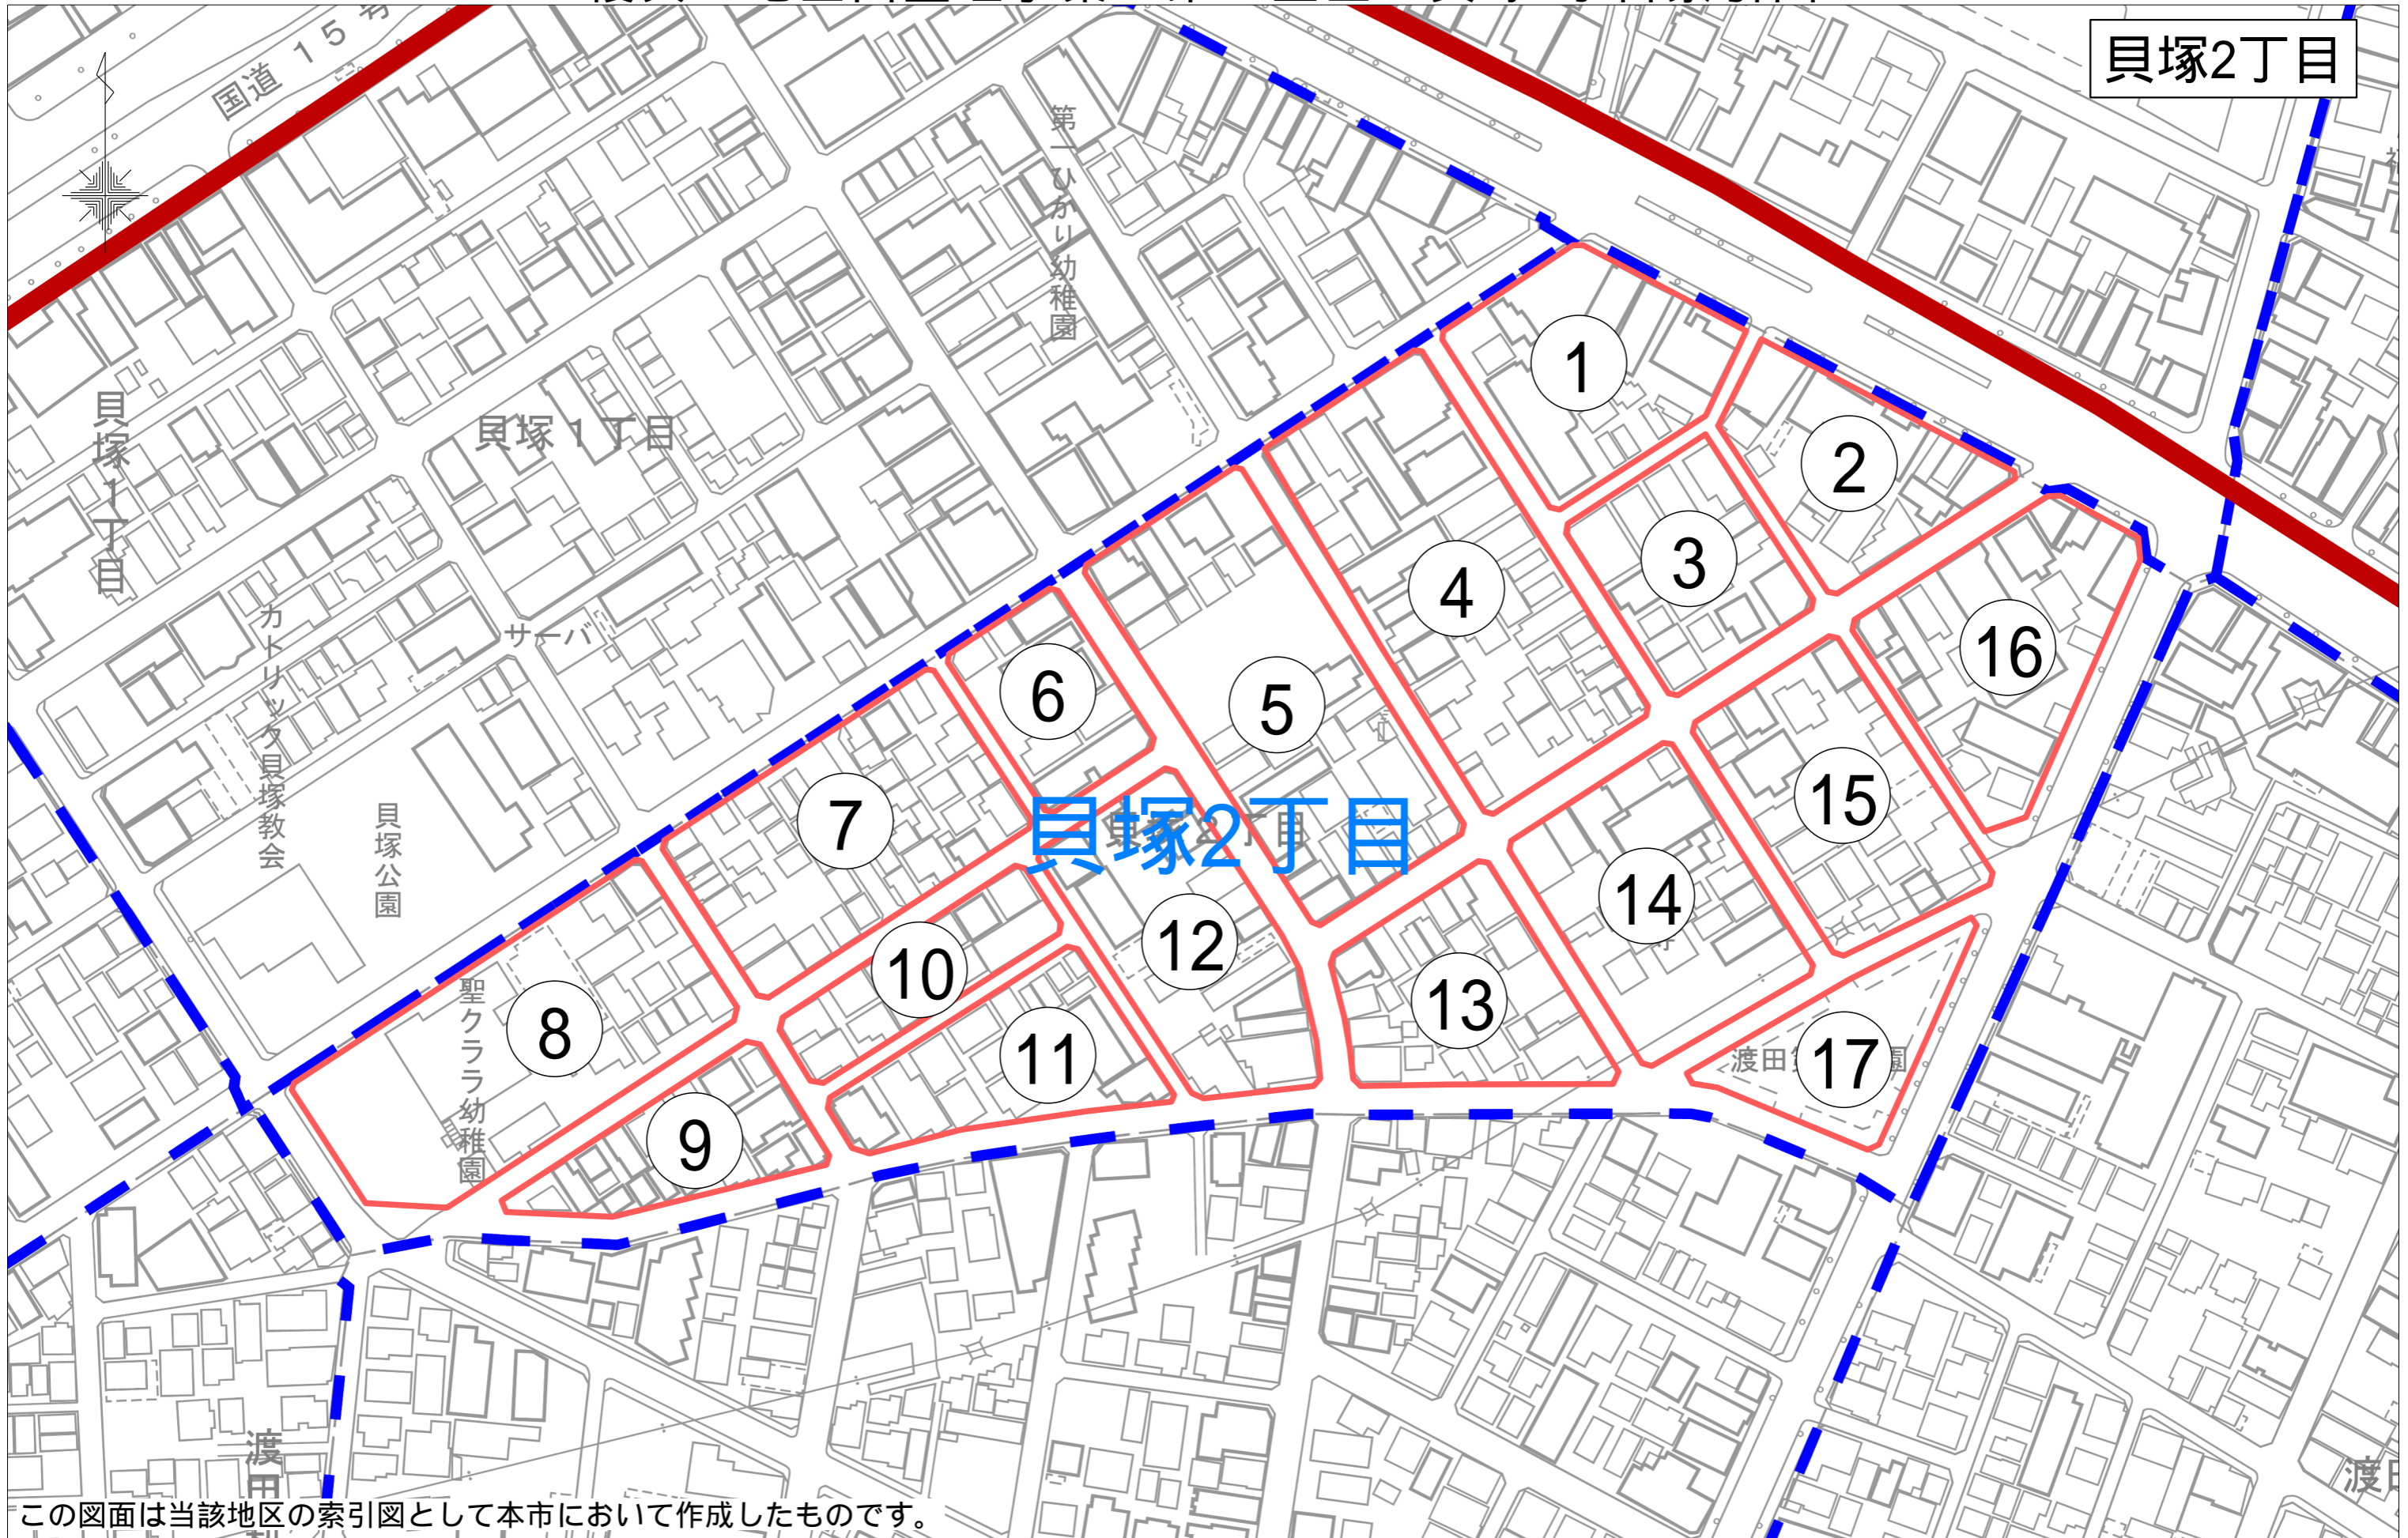 貝塚2丁目
国道15号
第一ひかり幼稚園
貝塚1丁目
貝塚1丁目
カトリック貝塚教会
サーバ
貝塚公園
聖クララ幼稚園
1
2
3
4
16
5
6
15
7
貝塚2丁目
14
12
10
13
8
11
17
9
渡田
園
渡田
この図面は当該地区の索引図として本市において作成したものです。